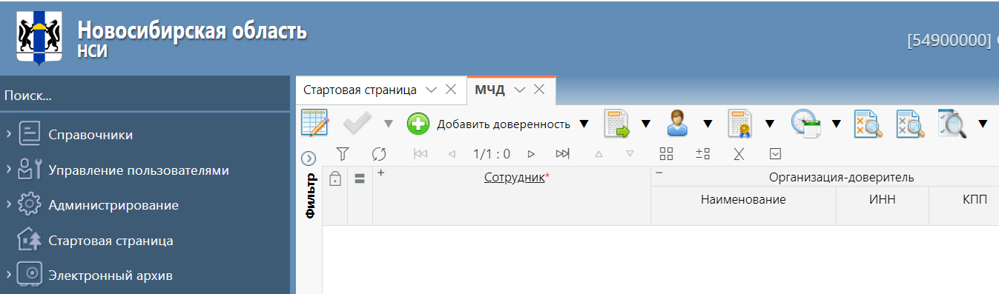 Новосибирская область
НСИ
[54900000]
Поиск...
Стартовая страница
МЧД
Добавить доверенность
Справочники
Управление пользователями
Администрирование
Стартовая страница
Электронный архив
1/1 : 0
Фильтр
Сотрудник*
Организация-доверитель
Наименование
ИНН
КПП